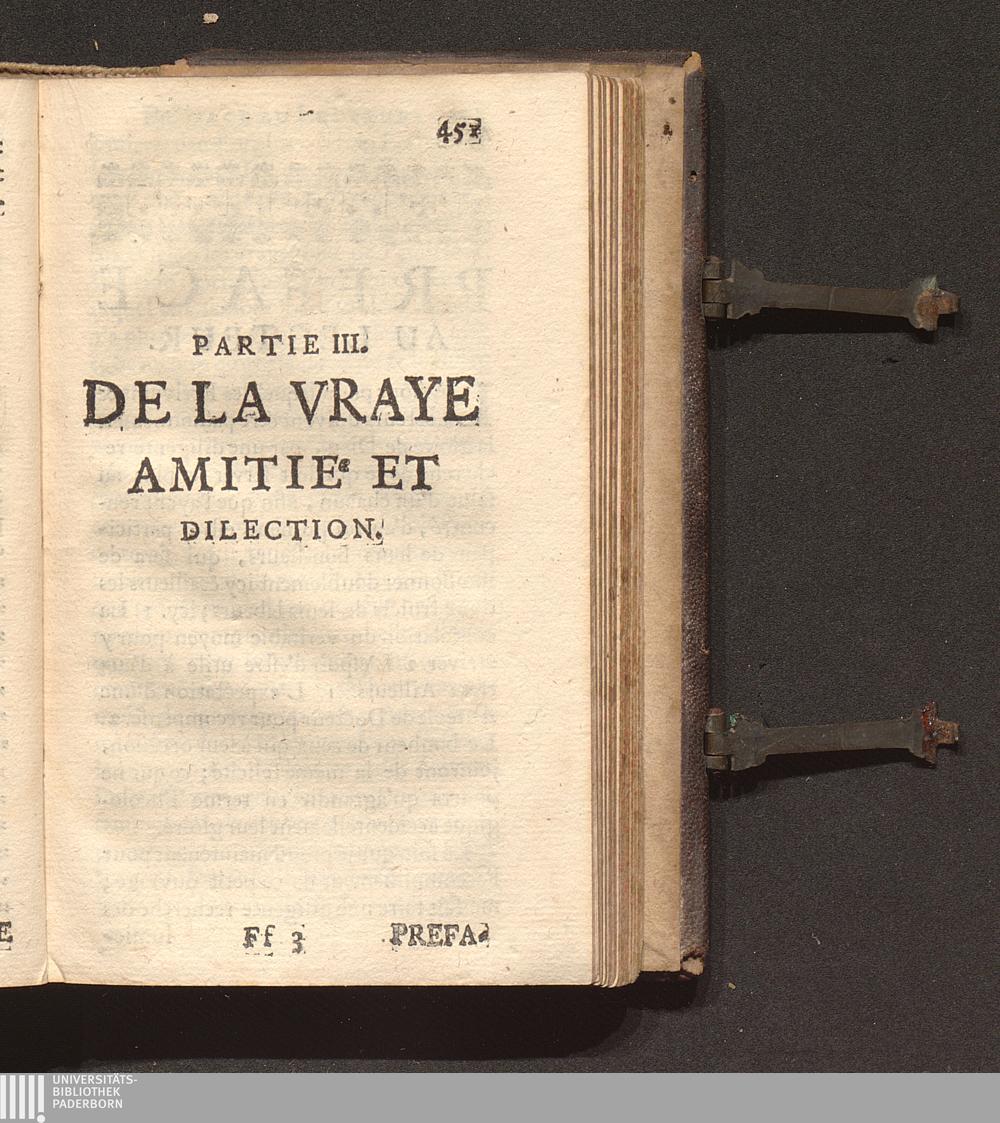 451
PARTIE III.
DE LA VRAYE
AMITIE ET
DILECTION.
Ff 3
PREFA-
UNIVERSITÄTS-
BIBLIOTHEK
PADERBORN